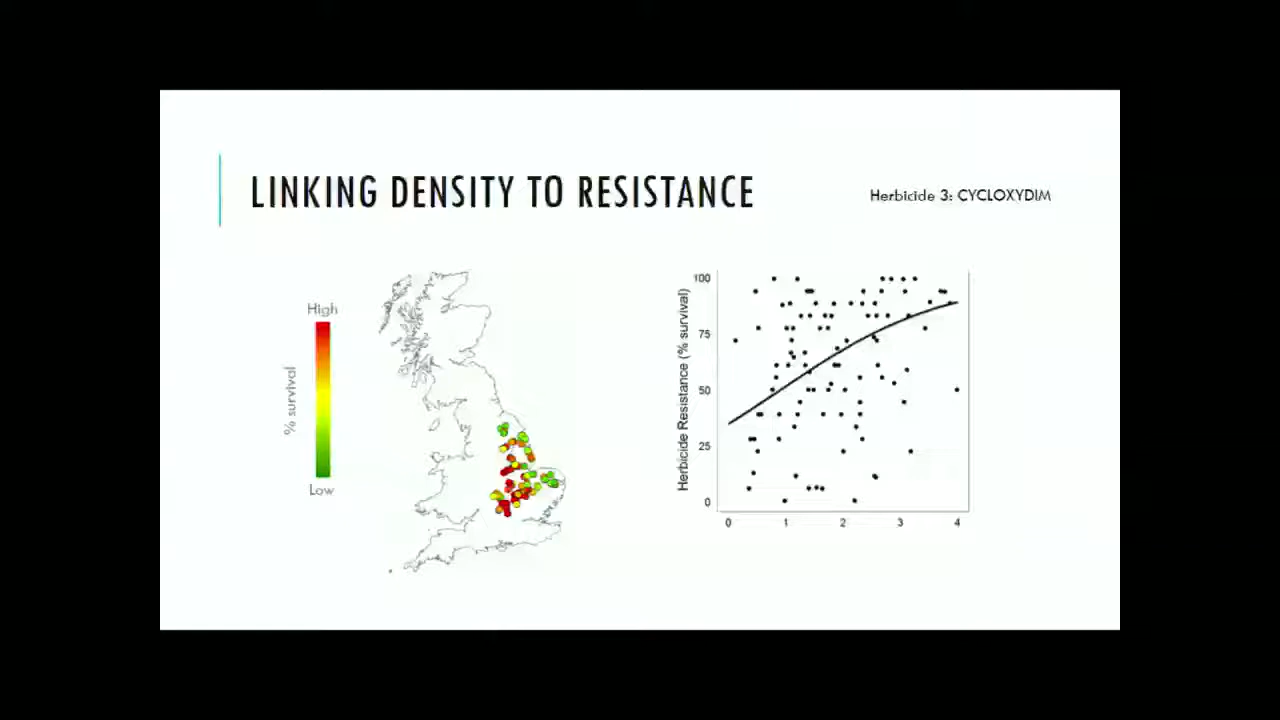 LINKING DENSITY TO RESISTANCE
Herbicide 3: CYCLOXYDIM
High
% survival
Low
Herbicide Resistance (% survival)
100
75
50
25
0
0 1 2 3 4